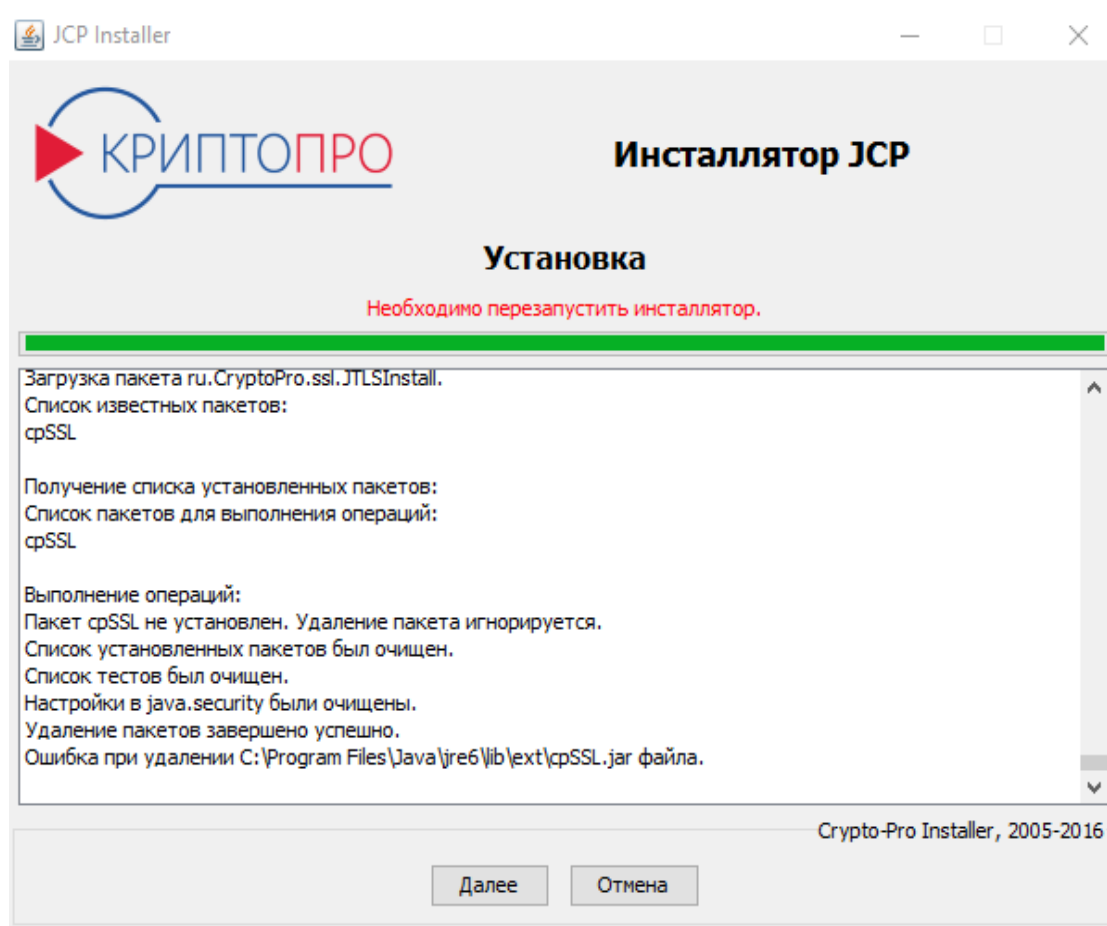 JCP Installer
КРИПТОПРО
Инсталлятор JCP
Установка
Необходимо перезапустить инсталлятор.
Загрузка пакета ru.CryptoPro.ssl.JTLSInstall.
Список известных пакетов:
cpSSL
Получение списка установленных пакетов:
Список пакетов для выполнения операций:
cpSSL
Выполнение операций:
Пакет cpSSL не установлен. Удаление пакета игнорируется.
Список установленных пакетов был очищен.
Список тестов был очищен.
Настройки в java.security были очищены.
Удаление пакетов завершено успешно.
Ошибка при удалении C:\Program Files\Java\jre6\lib\ext\cpSSL.jar файла.
Crypto-Pro Installer, 2005-2016
Далее
Отмена